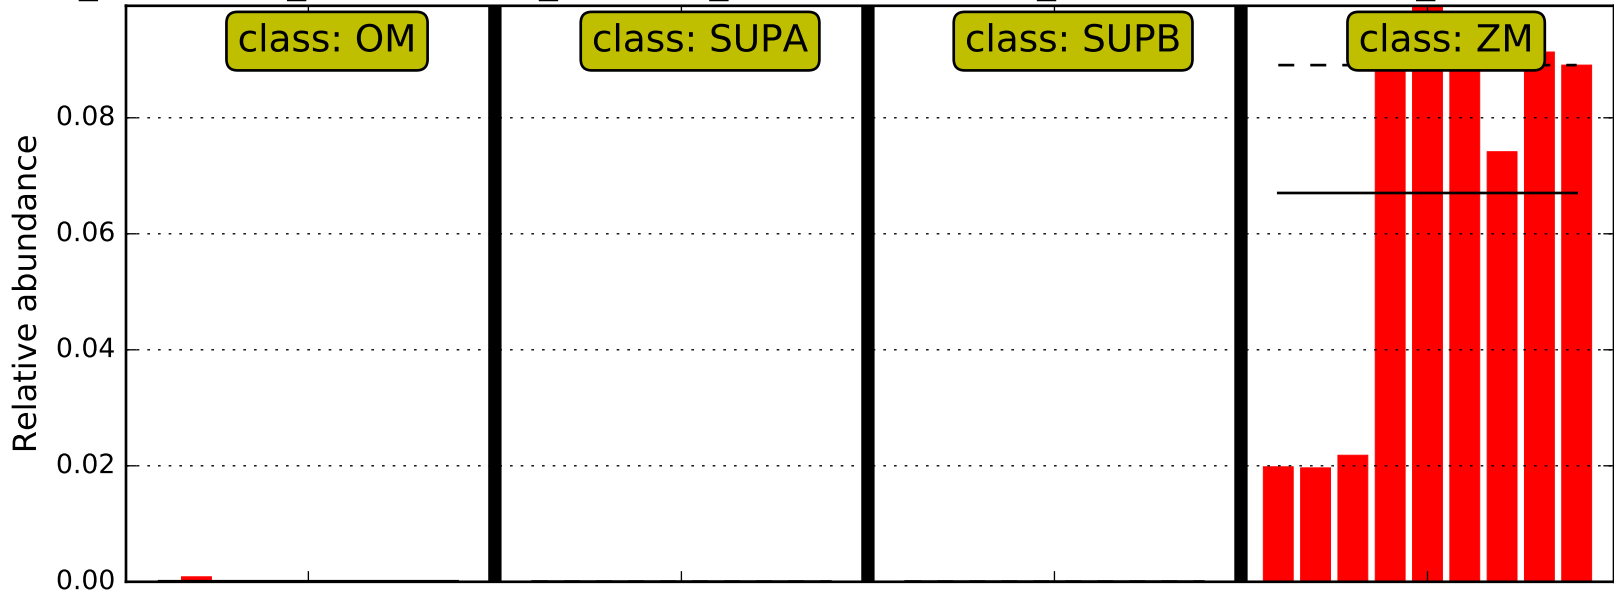 class: OM
class: SUPA
class: SUPB
class: ZM
Relative abundance
0.08
0.06
0.04
0.02
0.00